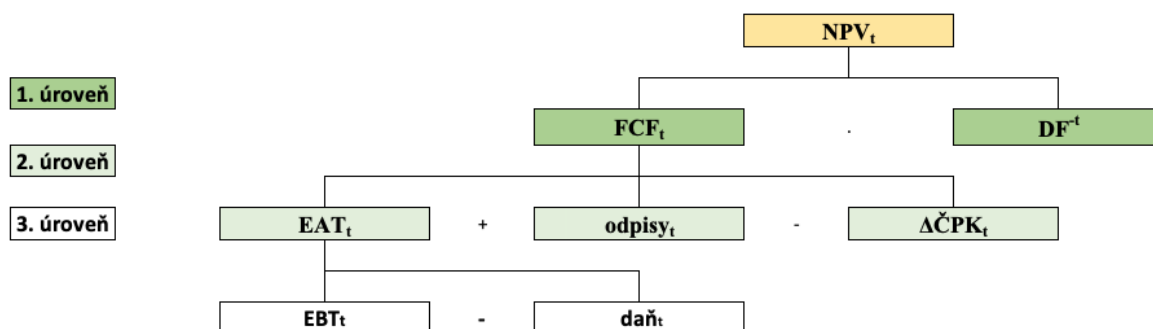 NPVt
1. úroveň
FCFt . DF-t
2. úroveň
3. úroveň EATt + odpisyt - ΔČPKt
EBTt - daňt